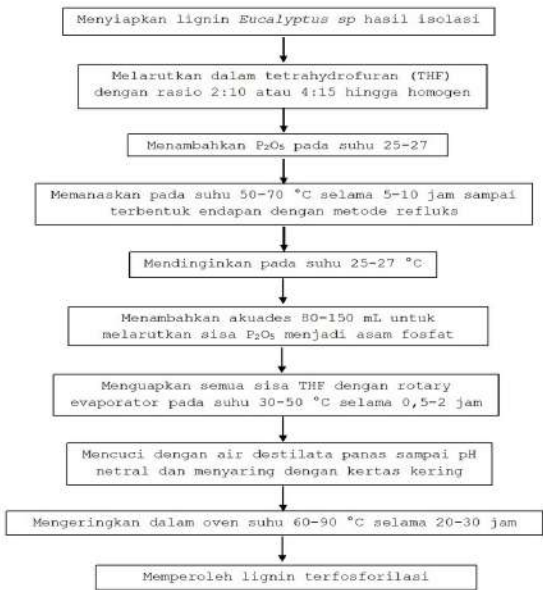 Menyiapkan lignin Eucalyptus sp hasil isolasi
Melarutkan dalam tetrahydrofuran (THF)
dengan rasio 2:10 atau 4:15 hingga homogen
Menambahkan P₂O₅ pada suhu 25-27
Memanaskan pada suhu 50-70 °C selama 5-10 jam sampai
terbentuk endapan dengan metode refluks
Mendinginkan pada suhu 25-27 °C
Menambahkan akuades 80-150 mL untuk
melarutkan sisa P₂O₅ menjadi asam fosfat
Menguapkan semua sisa THF dengan rotary
evaporator pada suhu 30-50 °C selama 0,5-2 jam
Mencuci dengan air destilata panas sampai pH
netral dan menyaring dengan kertas kering
Mengeringkan dalam oven suhu 60-90 °C selama 20-30 jam
Memperoleh lignin terfosforilasi